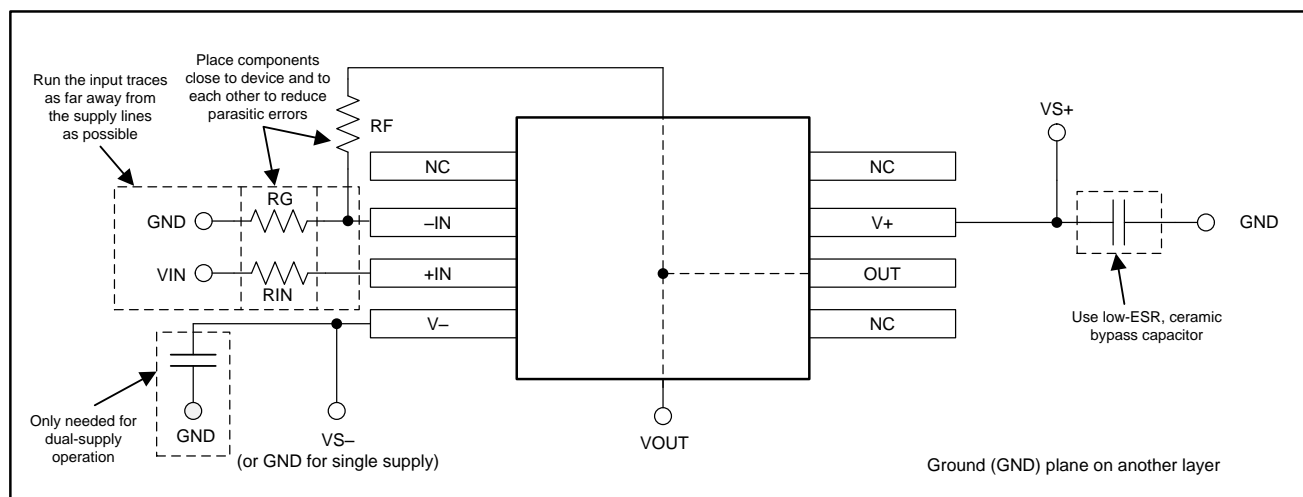 Place components
close to device and to
each other to reduce
parasitic errors
Run the input traces
as far away from
the supply lines
as possible
VS+
RF
NC
NC
RG
GND
–IN
V+
GND
VIN
+IN
OUT
RIN
V–
NC
Use low-ESR, ceramic
bypass capacitor
Only needed for
dual-supply
operation
GND
VS–
(or GND for single supply)
VOUT
Ground (GND) plane on another layer